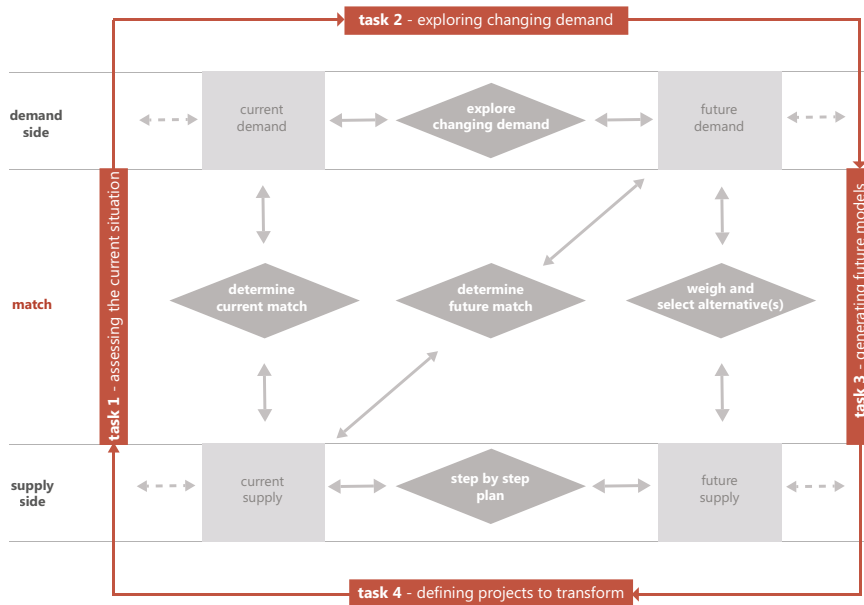 task 2 - exploring changing demand
demand
side
current
demand
explore
changing demand
future
demand
task 1 - assessing the current situation
match
determine
current match
determine
future match
weigh and
select alternative(s)
task 3 - generating future models
supply
side
current
supply
step by step
plan
future
supply
task 4 - defining projects to transform